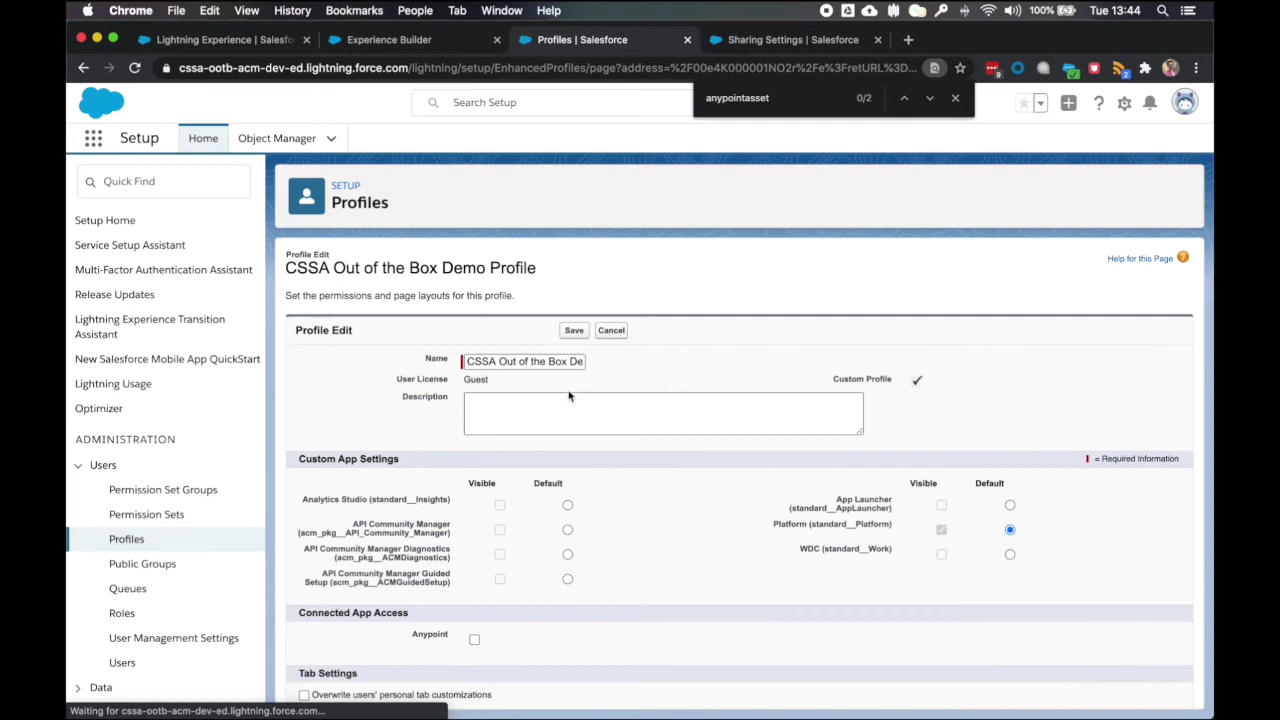 Chrome File Edit View History Bookmarks People Tab Window Help 100% Tue 13:44
Lightning Experience | Salesfo
Experience Builder
Profiles | Salesforce
Sharing Settings | Salesforce
cssa-ootb-acm-dev-ed.lightning.force.com/lightning/setup/EnhancedProfiles/page?address=%2F00e4K000001NO2r%2Fe%3FretURL%3D...
9
2
anypointasset 0/2
Search Setup
Setup Home Object Manager
Quick Find
Setup Home
Service Setup Assistant
Multi-Factor Authentication Assistant
Release Updates
Lightning Experience Transition
Assistant
New Salesforce Mobile App QuickStart
Lightning Usage
Optimizer
ADMINISTRATION
Users
Permission Set Groups
Permission Sets
Profiles
Public Groups
Queues
Roles
User Management Settings
Users
Data
Waiting for cssa-ootb-acm-dev-ed.lightning.force.com...
SETUP
Profiles
Profile Edit
CSSA Out of the Box Demo Profile
Help for this Page ?
Set the permissions and page layouts for this profile.
Profile Edit Save Cancel
Name CSSA Out of the Box De
User License Guest Custom Profile
Description
Custom App Settings = Required Information
Visible Default Visible Default
Analytics Studio (standard__Insights)
App Launcher
(standard__AppLauncher)
API Community Manager
(acm_pkg__API_Community_Manager)
Platform (standard__Platform)
API Community Manager Diagnostics
(acm_pkg__ACMDiagnostics)
WDC (standard__Work)
API Community Manager Guided
Setup (acm_pkg__ACMGuidedSetup)
Connected App Access
Anypoint
Tab Settings
Overwrite users' personal tab customizations